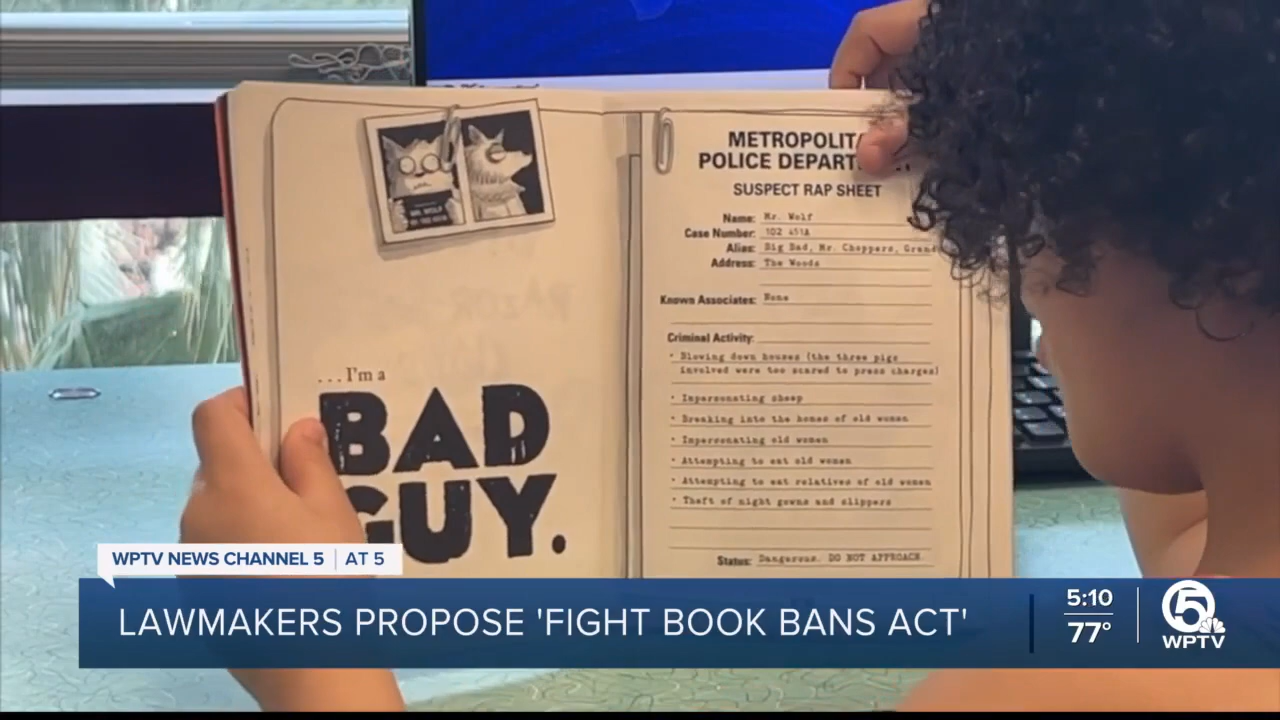 ...I'm a
BAD
GUY.
METROPOLITA
POLICE DEPART
SUSPECT RAP SHEET
Name: Mr. Wolf
Case Number: 102 451A
Alias: Big Bad, Mr. Choppers, Grand
Address: The Woods
Known Associates: None
Criminal Activity:
• Blowing down houses (the three pigs
involved were too scared to press charges)
• Impersonating sheep
• Breaking into the homes of old women
• Impersonating old women
• Attempting to eat old women
• Attempting to eat relatives of old women
• Theft of night gowns and slippers
Status: Dangerous. DO NOT APPROACH.
WPTV NEWS CHANNEL 5 | AT 5
LAWMAKERS PROPOSE 'FIGHT BOOK BANS ACT'
5:10
77°
5
WPTV